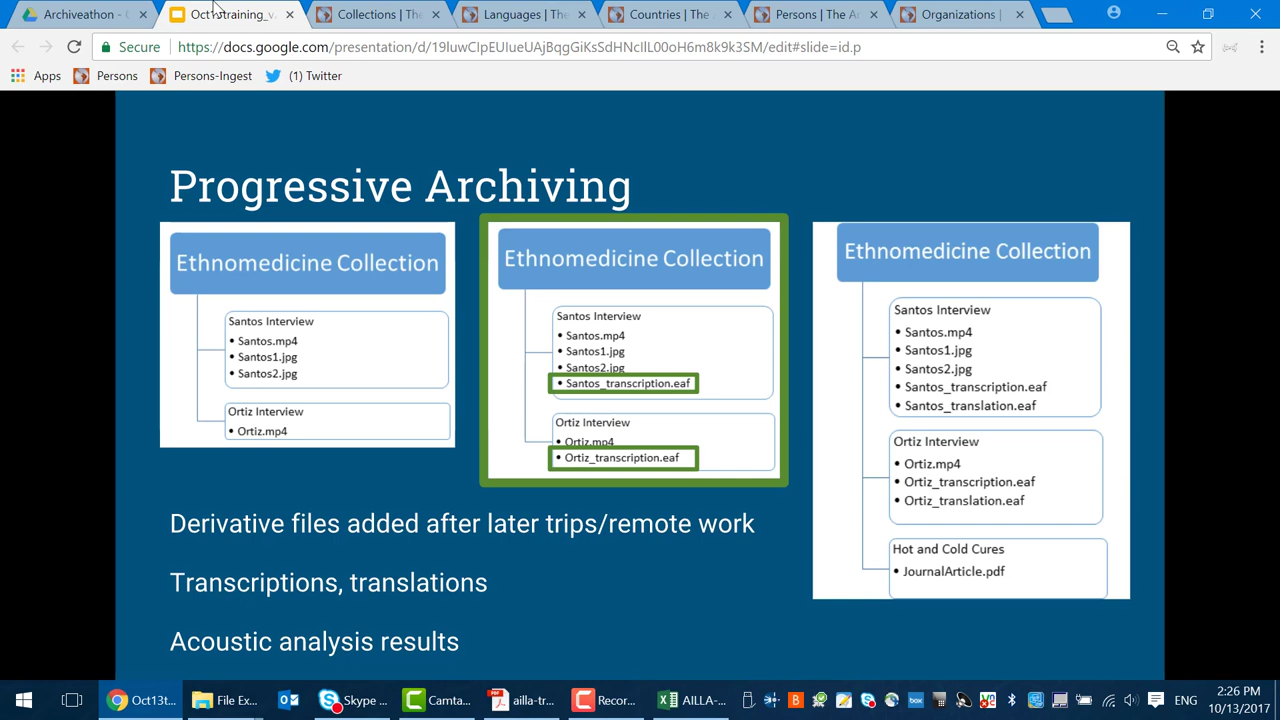 Archiveathon - G
Oct13training_v
Collections | The
Languages | The
Countries | The A
Persons | The A
Organizations |
Secure
https://docs.google.com/presentation/d/19luwCIpEUIueUAjBqgGiKsSdHNcIlL00oH6m8k9k3SM/edit#slide=id.p
Apps
Persons
Persons-Ingest
(1) Twitter
Progressive Archiving
Ethnomedicine Collection
Santos Interview
• Santos.mp4
• Santos1.jpg
• Santos2.jpg
Ortiz Interview
• Ortiz.mp4
Ethnomedicine Collection
Santos Interview
• Santos.mp4
• Santos1.jpg
• Santos2.jpg
• Santos_transcription.eaf
Ortiz Interview
• Ortiz.mp4
• Ortiz_transcription.eaf
Ethnomedicine Collection
Santos Interview
• Santos.mp4
• Santos1.jpg
• Santos2.jpg
• Santos_transcription.eaf
• Santos_translation.eaf
Ortiz Interview
• Ortiz.mp4
• Ortiz_transcription.eaf
• Ortiz_translation.eaf
Hot and Cold Cures
• JournalArticle.pdf
Derivative files added after later trips/remote work
Transcriptions, translations
Acoustic analysis results
Oct13t...
File Ex...
Skype ...
Camta...
ailla-tr...
Recor...
AILLA-...
ENG
2:26 PM
10/13/2017